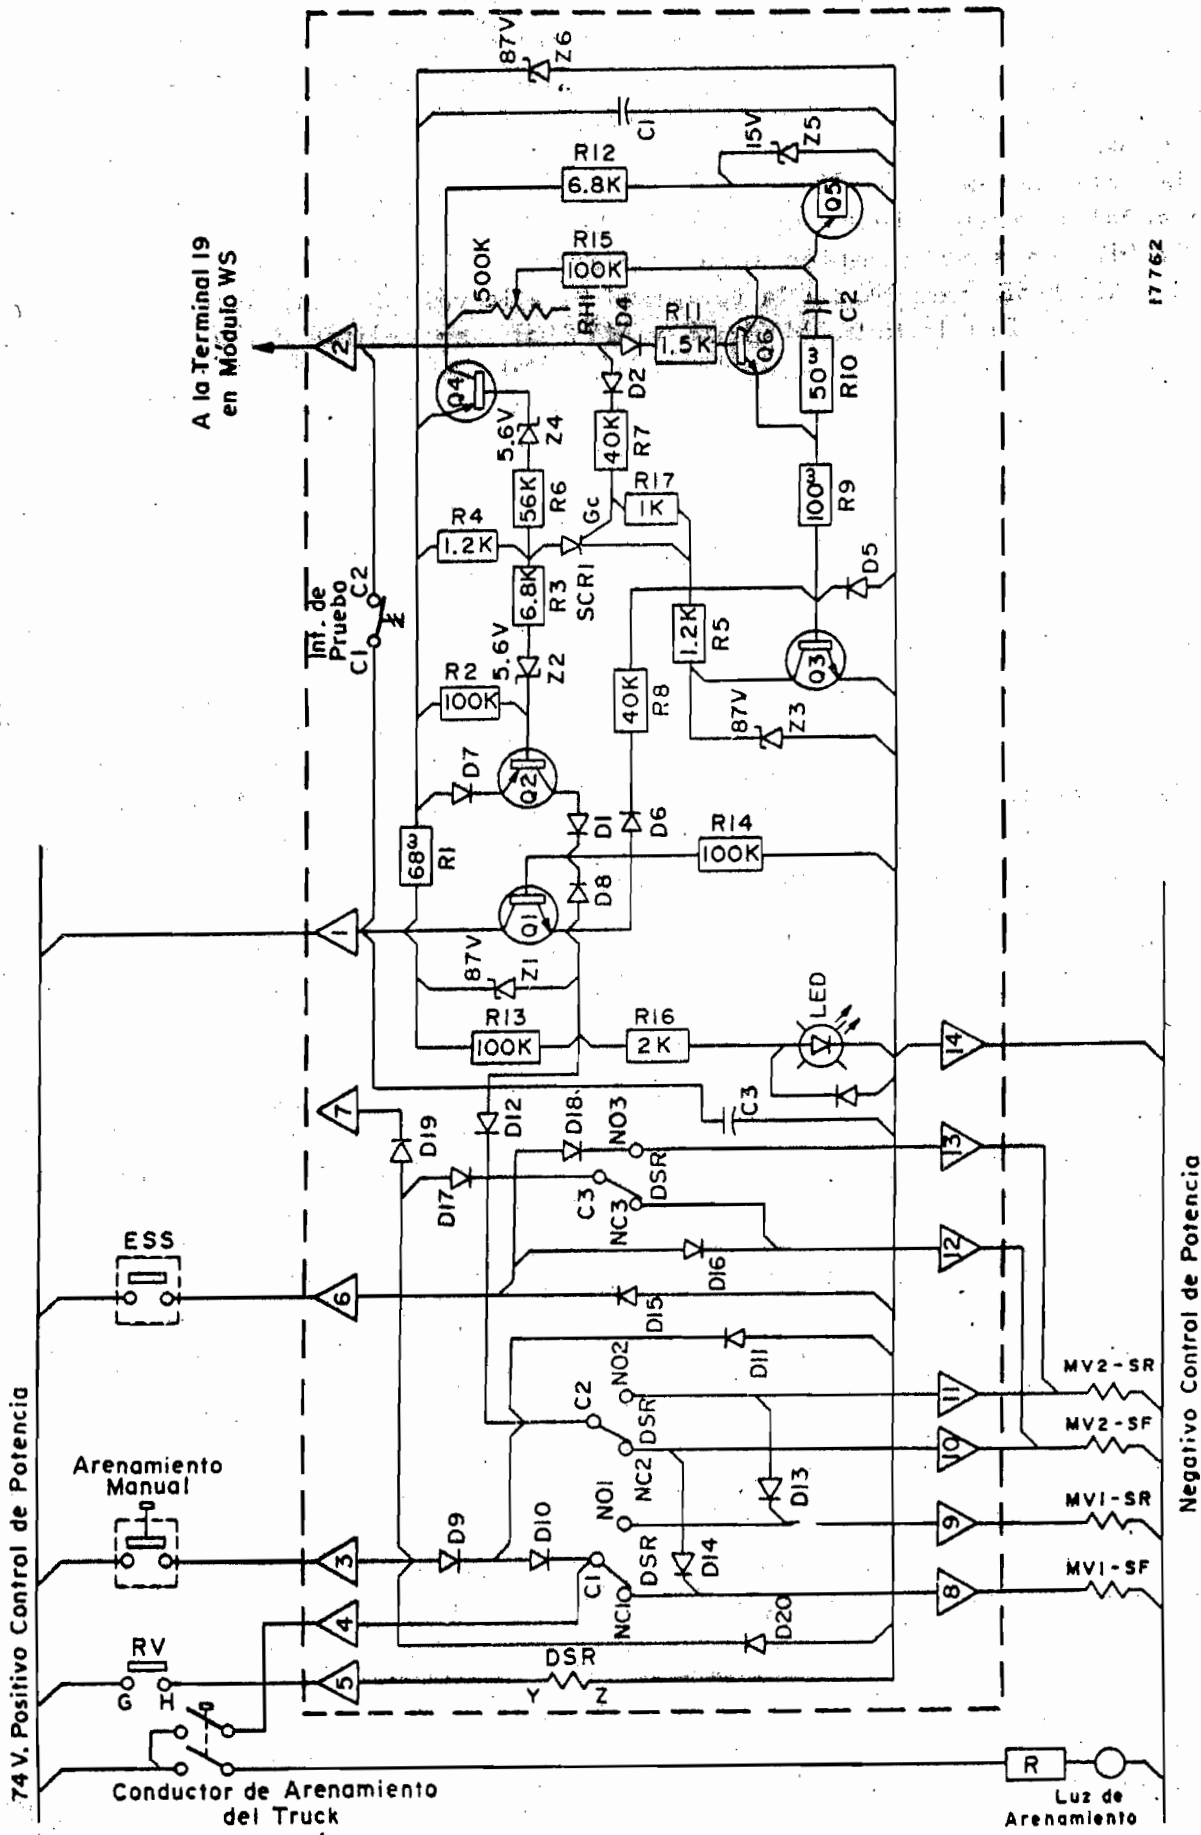 74 V. Positivo Control de Potencia
Conductor de Arenamiento
del Truck
RV
G
H
Arenamiento
Manual
ESS
A la Terminal 19
en Modulo WS
Int. de
Prueba
C1
C2
5
4
3
6
7
1
2
DSR
Y
Z
D20
D9
D10
C1
NC1
DSR
NO1
D14
D13
C2
NC2
DSR
NO2
D11
D15
D16
D12
D17
D19
D18
C3
NC3
DSR
NO3
C3
R13
100K
R16
2K
LED
87V
Z1
68ω
R1
Q1
D8
D1
D6
R14
100K
D7
Q2
R2
100K
5.6V
Z2
6.8K
R3
R4
1.2K
SCR1
Gc
56K
R6
5.6V
Z4
Q4
40K
R7
R17
1K
D2
D4
R11
1.5K
Q6
40K
R8
1.2K
R5
87V
Z3
Q3
D5
100ω
R9
50ω
R10
C2
500K
RH1
R15
100K
R12
6.8K
Q5
15V
Z5
C1
87V
Z6
8
9
10
11
12
13
14
MV1-SF
MV1-SR
MV2-SF
MV2-SR
R
Luz de
Arenamiento
Negativo Control de Potencia
17762